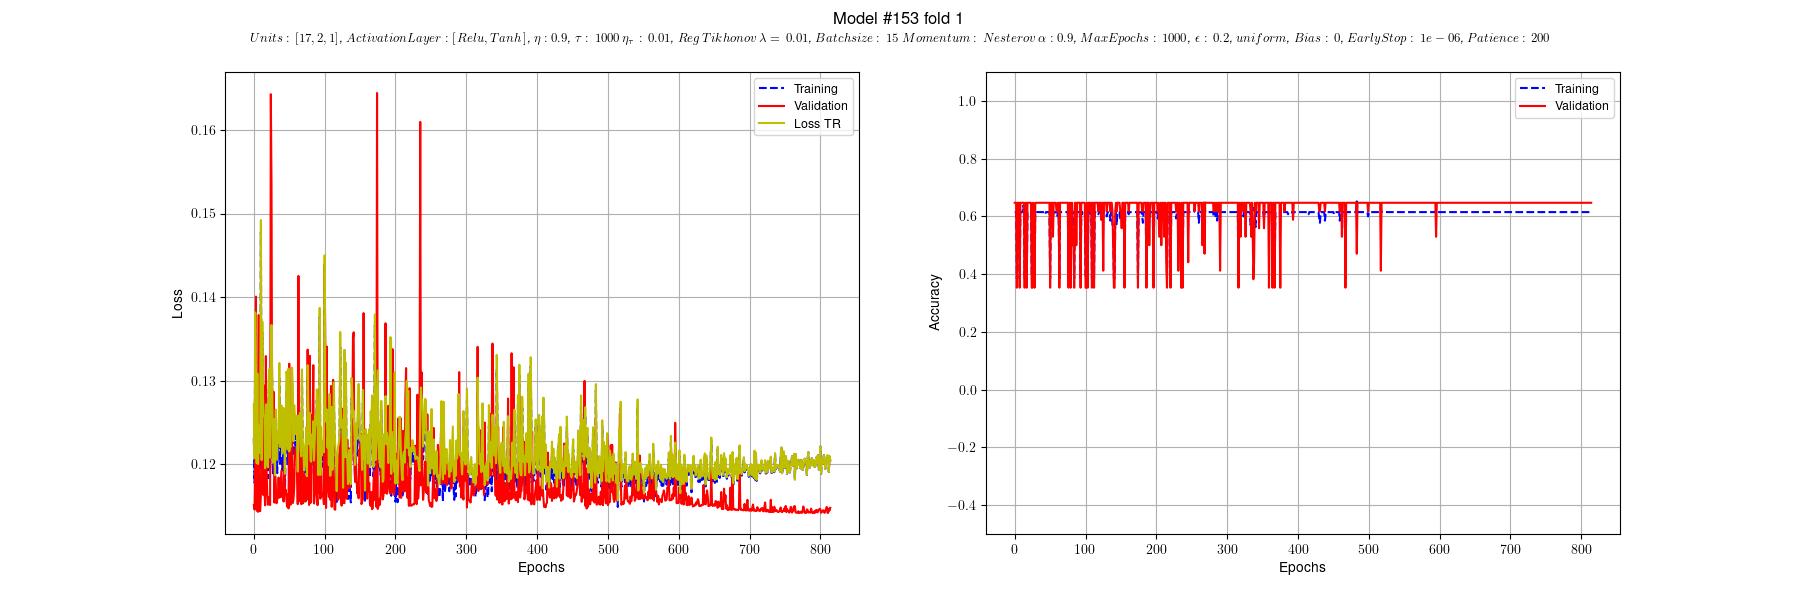 Model #153 fold 1
Units : [17, 2, 1], ActivationLayer : [Relu, Tanh], η : 0.9, τ : 1000 η_τ : 0.01, Reg Tikhonov λ = 0.01, Batchsize : 15 Momentum : Nesterov α : 0.9, MaxEpochs : 1000, ϵ : 0.2, uniform, Bias : 0, EarlyStop : 1e − 06, Patience : 200
Training
Validation
Loss TR
0.16
0.15
0.14
0.13
0.12
Loss
0 100 200 300 400 500 600 700 800
Epochs
Training
Validation
1.0
0.8
0.6
0.4
0.2
0.0
−0.2
−0.4
Accuracy
0 100 200 300 400 500 600 700 800
Epochs